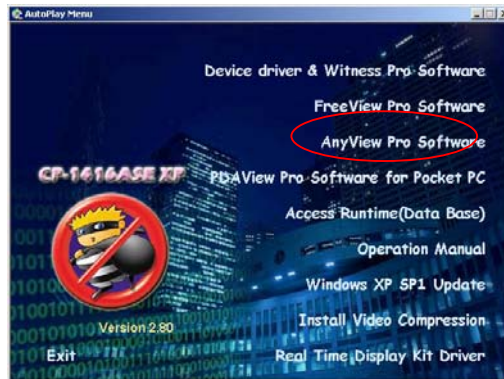 AutoPlay Menu
Device driver & Witness Pro Software
FreeView Pro Software
AnyView Pro Software
CP-1616ASE XP
PDAView Pro Software for Pocket PC
Access Runtime(Data Base)
Operation Manual
Windows XP SP1 Update
Version 2.80
Install Video Compression
Exit
Real Time Display Kit Driver